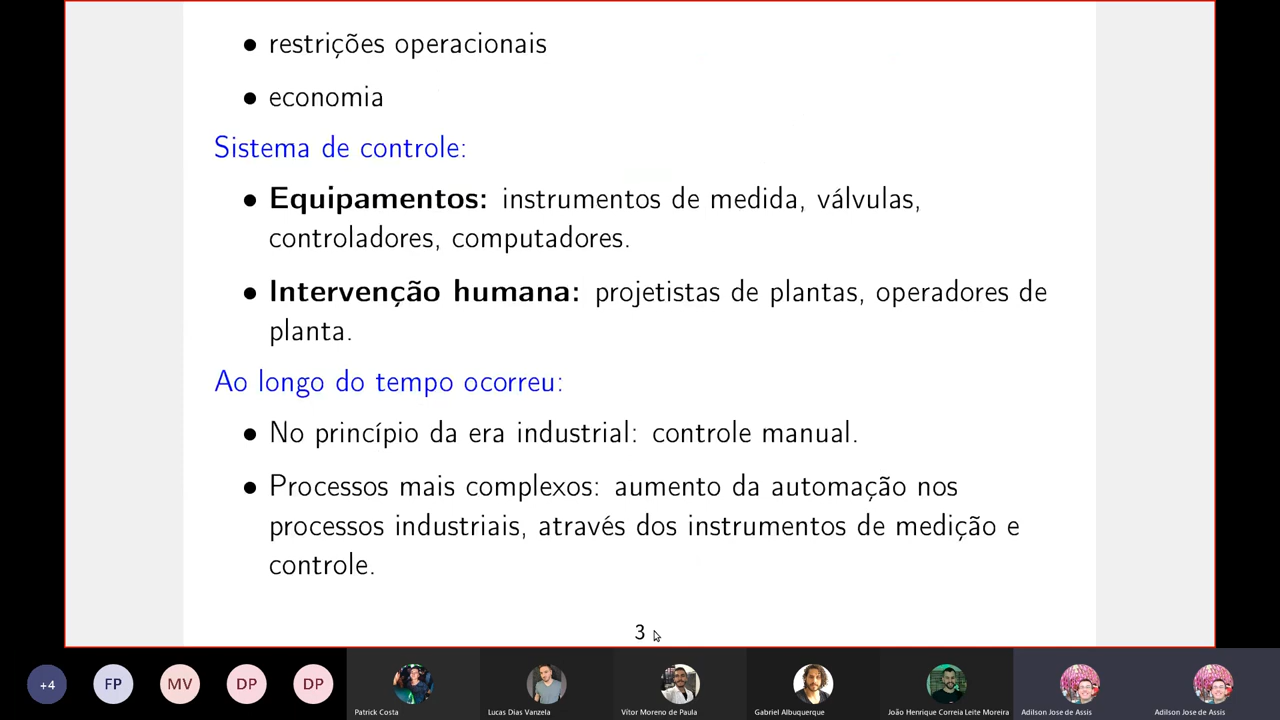 • restrições operacionais
• economia
Sistema de controle:
• Equipamentos: instrumentos de medida, válvulas,
controladores, computadores.
• Intervenção humana: projetistas de plantas, operadores de
planta.
Ao longo do tempo ocorreu:
• No princípio da era industrial: controle manual.
• Processos mais complexos: aumento da automação nos
processos industriais, através dos instrumentos de medição e
controle.
3
+4 FP MV DP DP
Patrick Costa Lucas Dias Vanzela Vítor Moreno de Paula Gabriel Albuquerque João Henrique Correia Leite Moreira Adilson Jose de Assis Adilson Jose de Assis